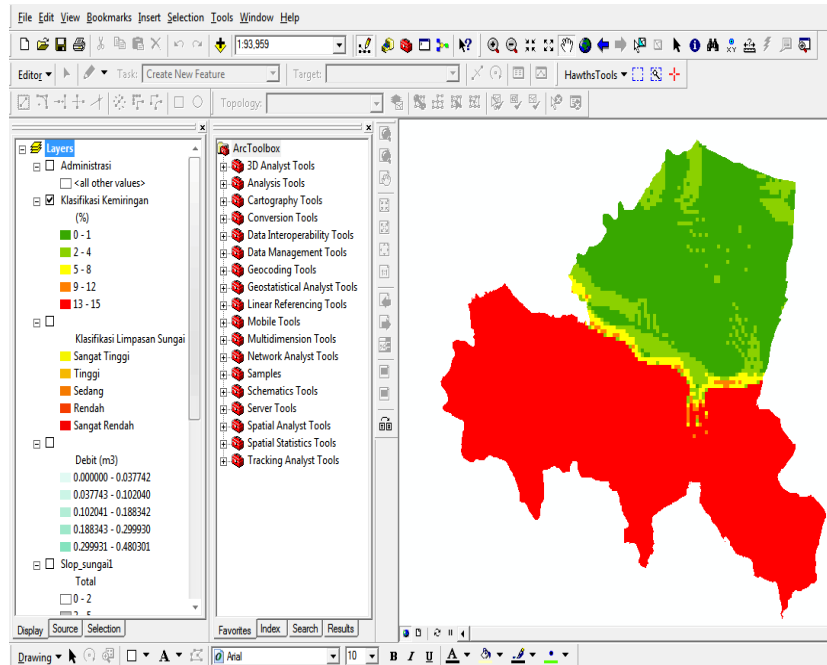 File Edit View Bookmarks Insert Selection Tools Window Help
1:93,959
Editor Task: Create New Feature Target: HawthsTools
Topology:
Layers
Administrasi
<all other values>
Klasifikasi Kemiringan
(%)
0 - 1
2 - 4
5 - 8
9 - 12
13 - 15
Klasifikasi Limpasan Sungai
Sangat Tinggi
Tinggi
Sedang
Rendah
Sangat Rendah
Debit (m3)
0.000000 - 0.037742
0.037743 - 0.102040
0.102041 - 0.188342
0.188343 - 0.299930
0.299931 - 0.480301
Slop_sungai1
Total
0 - 2
Display Source Selection
ArcToolbox
3D Analyst Tools
Analysis Tools
Cartography Tools
Conversion Tools
Data Interoperability Tools
Data Management Tools
Geocoding Tools
Geostatistical Analyst Tools
Linear Referencing Tools
Mobile Tools
Multidimension Tools
Network Analyst Tools
Samples
Schematics Tools
Server Tools
Spatial Analyst Tools
Spatial Statistics Tools
Tracking Analyst Tools
Favorites Index Search Results
Drawing A Arial 10 B I U A